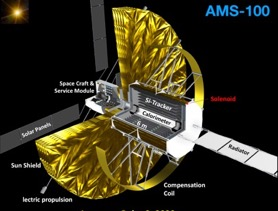 AMS-100
Space Craft &
Service Module
Si-Tracker
Solenoid
Calorimeter
6 m
Solar Panels
Radiator
Sun Shield
Compensation
Coil
lectric propulsion